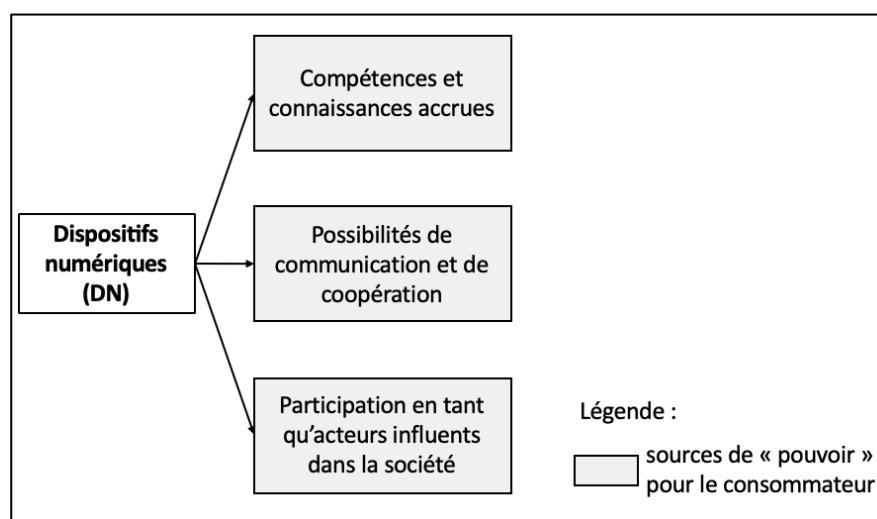 Compétences et
connaissances accrues
Dispositifs
numériques
(DN)
Possibilités de
communication et de
coopération
Participation en tant
qu’acteurs influents
dans la société
Légende :
sources de « pouvoir »
pour le consommateur